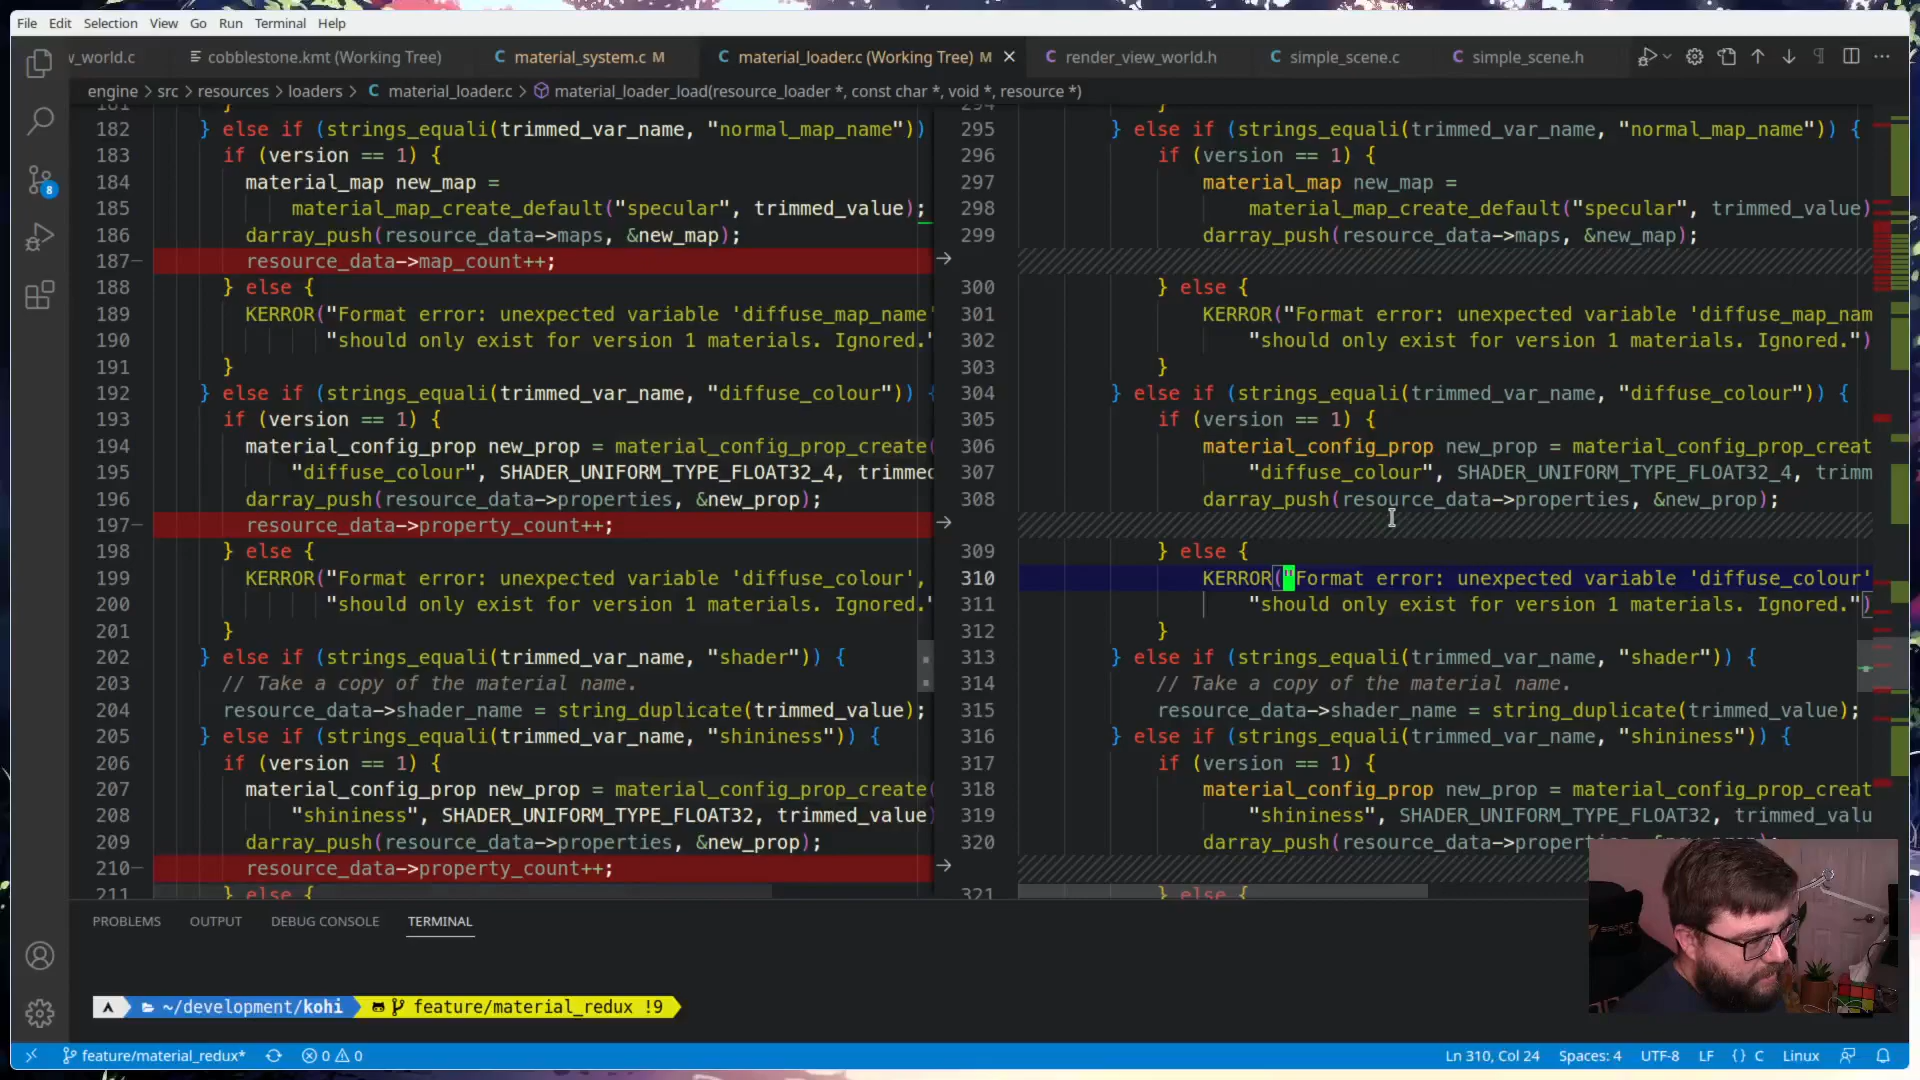 File Edit Selection View Go Run Terminal Help
w_world.c cobblestone.kmt (Working Tree) C material_system.c M C material_loader.c (Working Tree) M C render_view_world.h C simple_scene.c C simple_scene.h
engine > src > resources > loaders > C material_loader.c > material_loader_load(resource_loader *, const char *, void *, resource *)
181 }
182 } else if (strings_equali(trimmed_var_name, "normal_map_name"))
183 if (version == 1) {
184 material_map new_map =
185 material_map_create_default("specular", trimmed_value);
186 darray_push(resource_data->maps, &new_map);
187— resource_data->map_count++;
188 } else {
189 KERROR("Format error: unexpected variable 'diffuse_map_name'
190 "should only exist for version 1 materials. Ignored."
191 }
192 } else if (strings_equali(trimmed_var_name, "diffuse_colour")) {
193 if (version == 1) {
194 material_config_prop new_prop = material_config_prop_create(
195 "diffuse_colour", SHADER_UNIFORM_TYPE_FLOAT32_4, trimmed
196 darray_push(resource_data->properties, &new_prop);
197— resource_data->property_count++;
198 } else {
199 KERROR("Format error: unexpected variable 'diffuse_colour',
200 "should only exist for version 1 materials. Ignored."
201 }
202 } else if (strings_equali(trimmed_var_name, "shader")) {
203 // Take a copy of the material name.
204 resource_data->shader_name = string_duplicate(trimmed_value);
205 } else if (strings_equali(trimmed_var_name, "shininess")) {
206 if (version == 1) {
207 material_config_prop new_prop = material_config_prop_create(
208 "shininess", SHADER_UNIFORM_TYPE_FLOAT32, trimmed_value)
209 darray_push(resource_data->properties, &new_prop);
210— resource_data->property_count++;
211 } else {
294 }
295 } else if (strings_equali(trimmed_var_name, "normal_map_name")) {
296 if (version == 1) {
297 material_map new_map =
298 material_map_create_default("specular", trimmed_value)
299 darray_push(resource_data->maps, &new_map);
300 } else {
301 KERROR("Format error: unexpected variable 'diffuse_map_nam
302 "should only exist for version 1 materials. Ignored.")
303 }
304 } else if (strings_equali(trimmed_var_name, "diffuse_colour")) {
305 if (version == 1) {
306 material_config_prop new_prop = material_config_prop_creat
307 "diffuse_colour", SHADER_UNIFORM_TYPE_FLOAT32_4, trimm
308 darray_push(resource_data->properties, &new_prop);
309 } else {
310 KERROR("Format error: unexpected variable 'diffuse_colour'
311 "should only exist for version 1 materials. Ignored.")
312 }
313 } else if (strings_equali(trimmed_var_name, "shader")) {
314 // Take a copy of the material name.
315 resource_data->shader_name = string_duplicate(trimmed_value);
316 } else if (strings_equali(trimmed_var_name, "shininess")) {
317 if (version == 1) {
318 material_config_prop new_prop = material_config_prop_creat
319 "shininess", SHADER_UNIFORM_TYPE_FLOAT32, trimmed_valu
320 darray_push(resource_data->properties, &new_prop);
321 } else {
8
PROBLEMS OUTPUT DEBUG CONSOLE TERMINAL
~/development/kohi feature/material_redux !9
feature/material_redux* 0 0 Ln 310, Col 24 Spaces: 4 UTF-8 LF {} C Linux